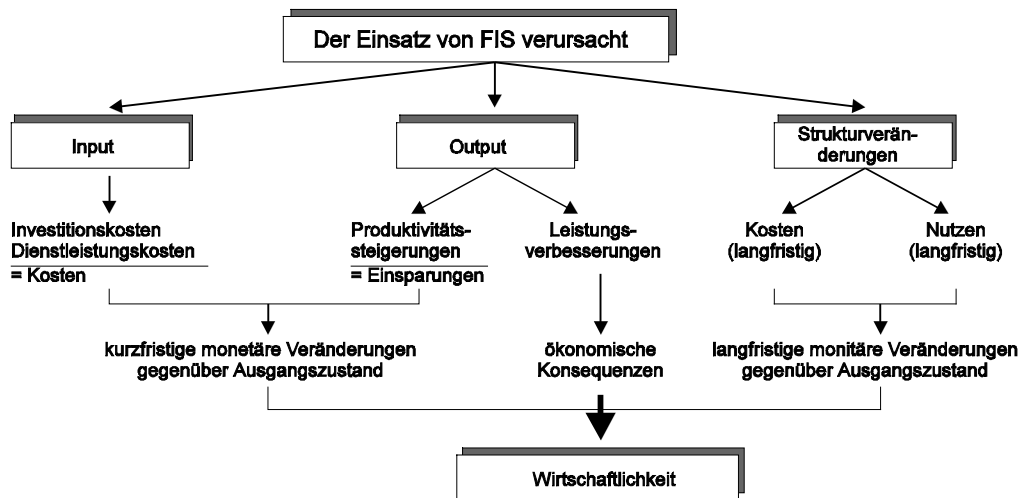 Der Einsatz von FIS verursacht
Input
Output
Strukturverän-
derungen
Investitionskosten
Dienstleistungskosten
= Kosten
Produktivitäts-
steigerungen
= Einsparungen
Leistungs-
verbesserungen
Kosten
(langfristig)
Nutzen
(langfristig)
kurzfristige monetäre Veränderungen
gegenüber Ausgangszustand
ökonomische
Konsequenzen
langfristige monitäre Veränderungen
gegenüber Ausgangszustand
Wirtschaftlichkeit